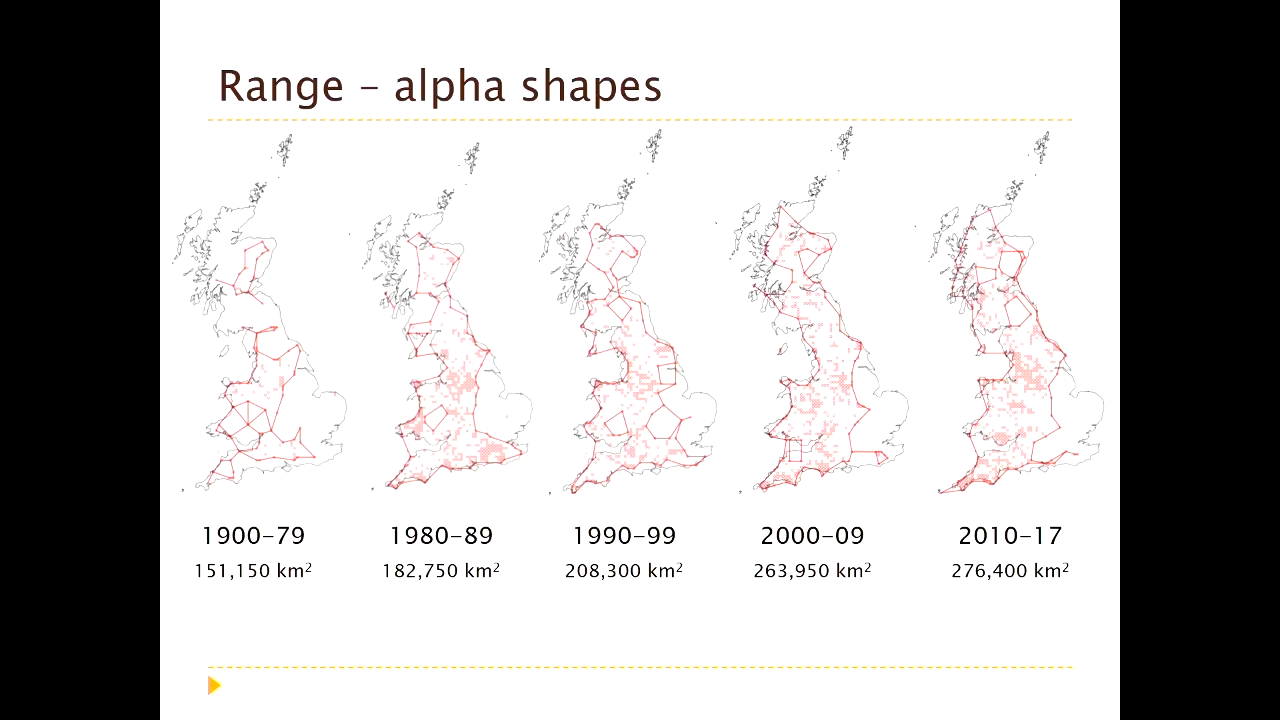 Range – alpha shapes
1900–79 1980–89 1990–99 2000–09 2010–17
151,150 km² 182,750 km² 208,300 km² 263,950 km² 276,400 km²